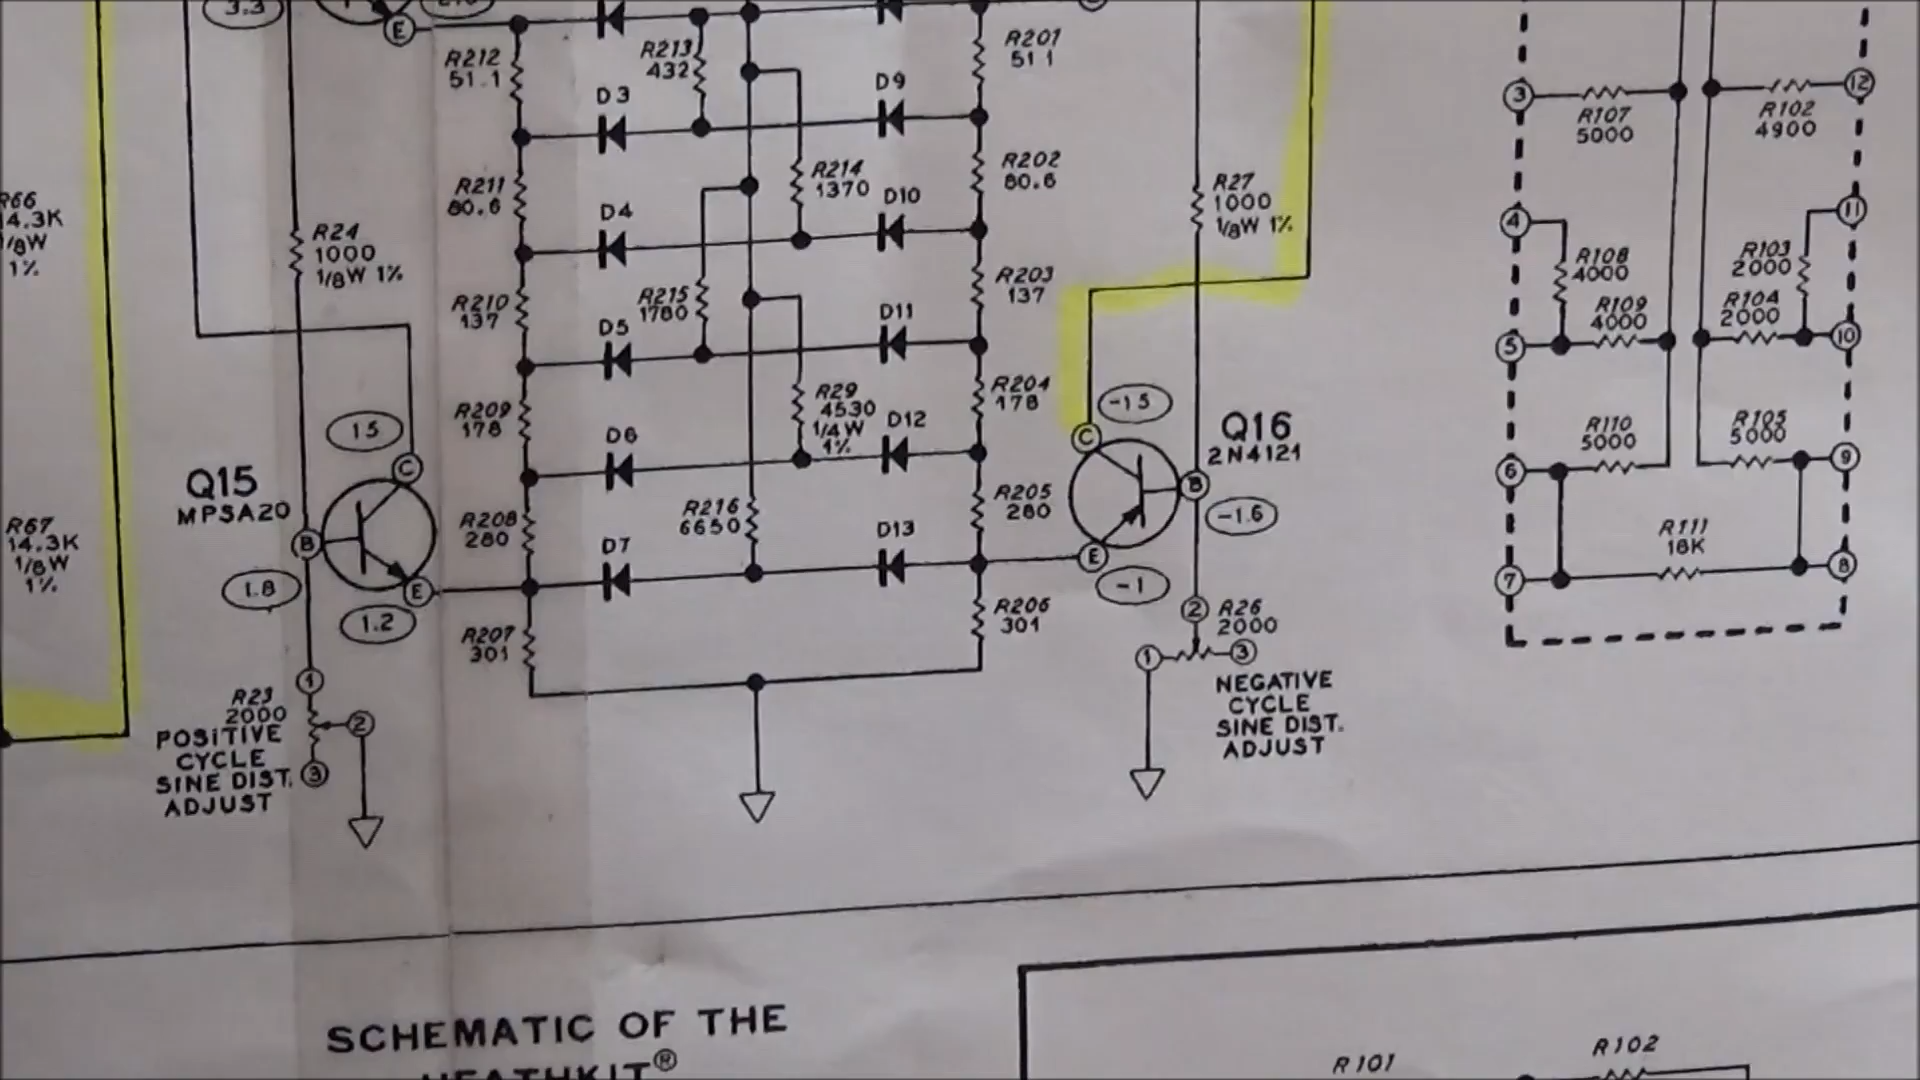 3.3
E
R212
51.1
R213
432
D3
D9
R201
51.1
R211
80.6
D4
R214
1370
D10
R202
80.6
R66
14.3K
1/8W
1%
R24
1000
1/8W 1%
R210
137
R215
1780
D5
D11
R203
137
R27
1000
1/8W 1%
R209
178
D6
R29
4530
1/4W
1%
D12
R204
178
15
C
Q15
MPSA20
B
1.8
E
1.2
R67
14.3K
1/8W
1%
R208
280
D7
R216
6650
D13
R205
280
-15
C
Q16
2N4121
B
-1.6
E
-1
R207
301
R206
301
1
R23
2000
2
POSITIVE
CYCLE
SINE DIST.
3
ADJUST
2
R26
2000
1
3
NEGATIVE
CYCLE
SINE DIST.
ADJUST
3
R107
5000
R102
4900
12
4
R108
4000
R109
4000
R103
2000
R104
2000
11
5
10
R110
5000
R105
5000
6
9
R111
18K
7
8
SCHEMATIC OF THE
HEATHKIT®
R101
R102